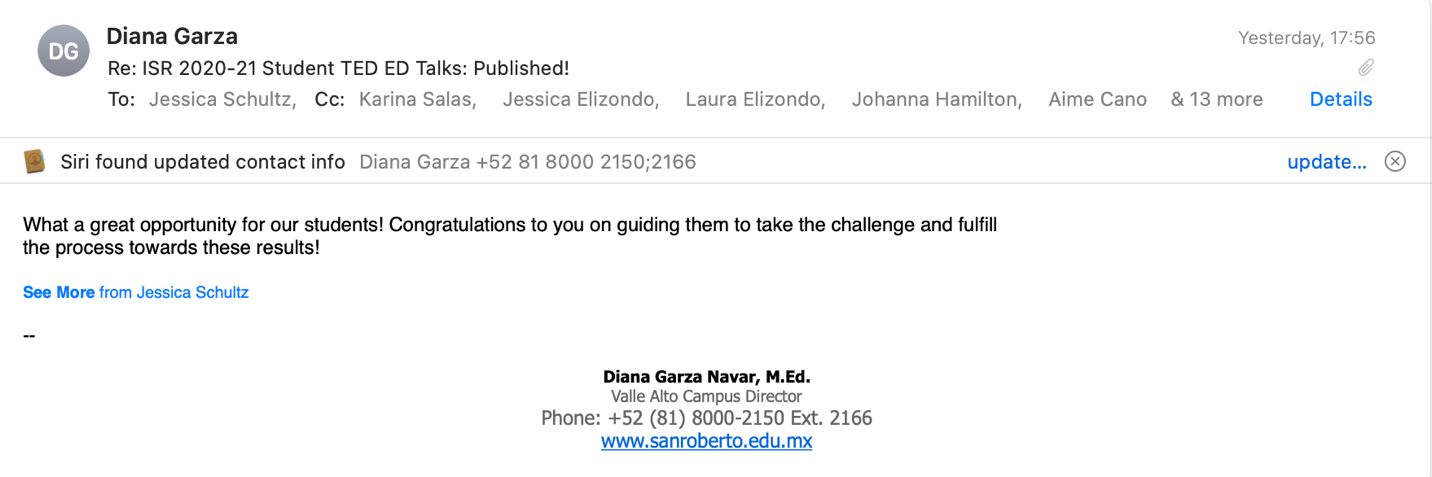 DG
Diana Garza
Yesterday, 17:56
Re: ISR 2020-21 Student TED ED Talks: Published!
To: Jessica Schultz, Cc: Karina Salas, Jessica Elizondo, Laura Elizondo, Johanna Hamilton, Aime Cano & 13 more Details
Siri found updated contact info Diana Garza +52 81 8000 2150;2166 update...
What a great opportunity for our students! Congratulations to you on guiding them to take the challenge and fulfill
the process towards these results!
See More from Jessica Schultz
--
Diana Garza Navar, M.Ed.
Valle Alto Campus Director
Phone: +52 (81) 8000-2150 Ext. 2166
www.sanroberto.edu.mx